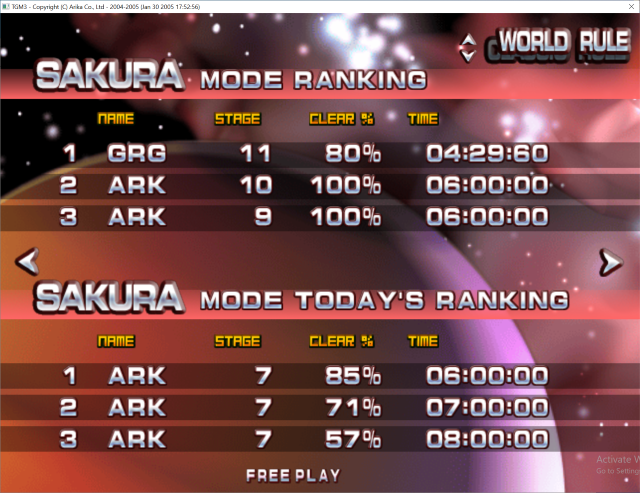 TGM3 - Copyright (C) Arika Co., Ltd - 2004-2005 (Jan 30 2005 17:52:56)
WORLD RULE
CLASSIC RULE
SAKURA MODE RANKING
NAME STAGE CLEAR % TIME
1 GRG 11 80% 04:29:60
2 ARK 10 100% 06:00:00
3 ARK 9 100% 06:00:00
SAKURA MODE TODAY'S RANKING
NAME STAGE CLEAR % TIME
1 ARK 7 85% 06:00:00
2 ARK 7 71% 07:00:00
3 ARK 7 57% 08:00:00
Activate W
Go to Setting
FREE PLAY